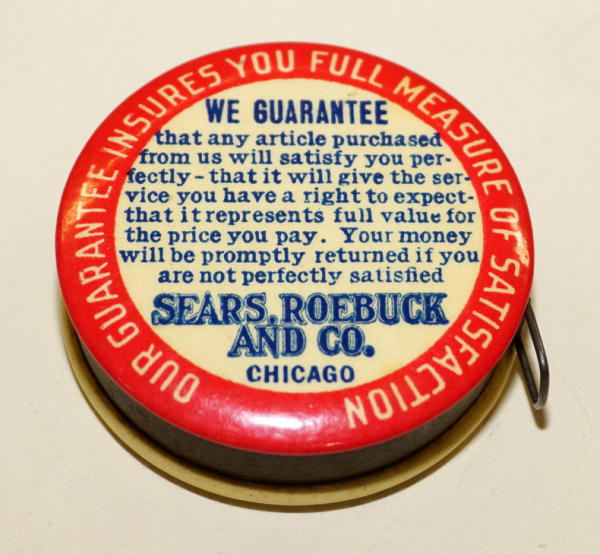 OUR GUARANTEE INSURES YOU FULL MEASURE OF SATISFACTION
WE GUARANTEE
that any article purchased
from us will satisfy you per-
fectly-that it will give the ser-
vice you have a right to expect-
that it represents full value for
the price you pay. Your money
will be promptly returned if you
are not perfectly satisfied
SEARS, ROEBUCK
AND CO.
CHICAGO